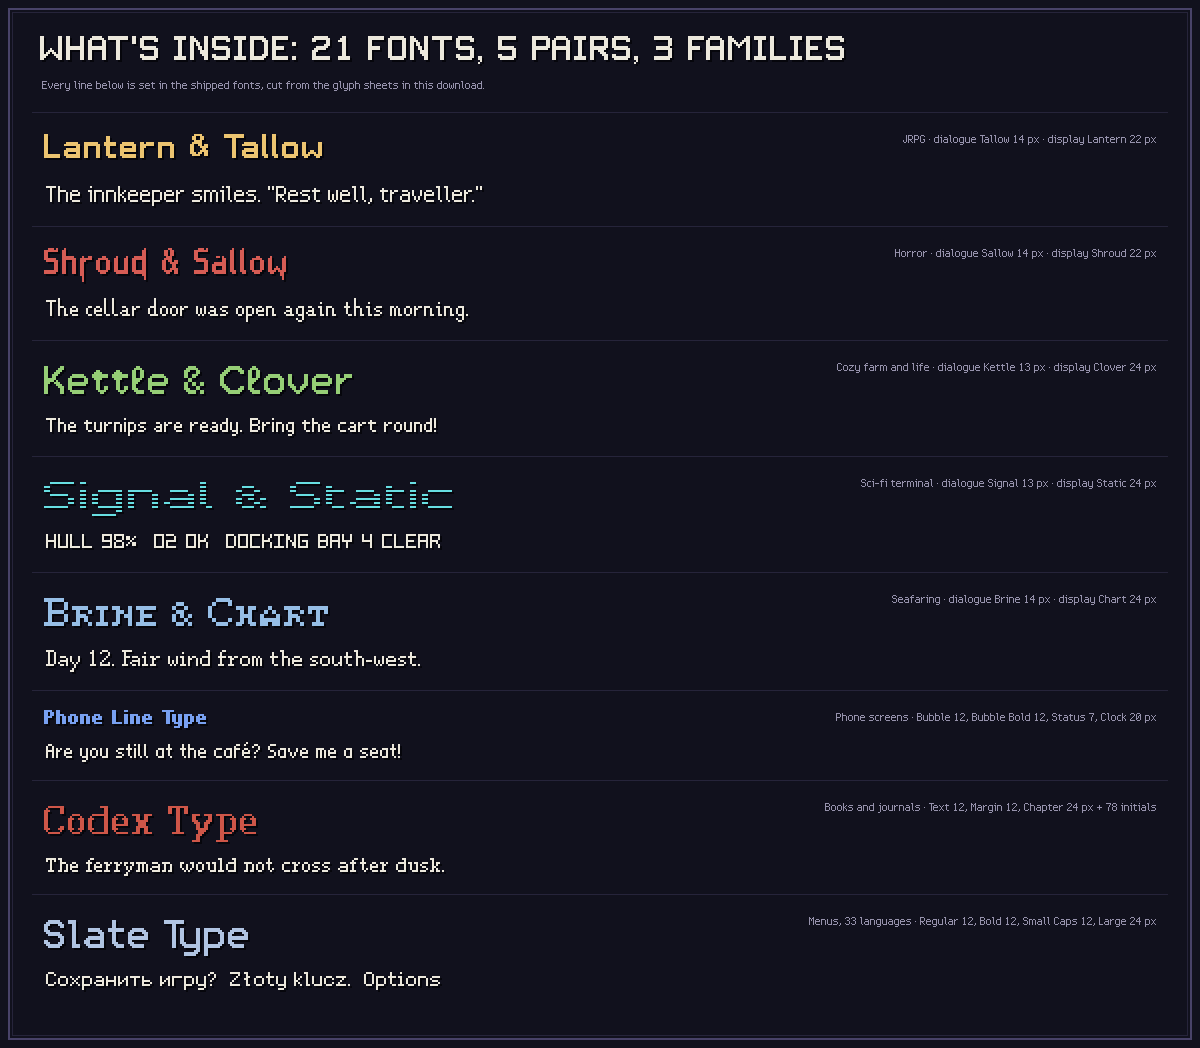 WHAT'S INSIDE: 21 FONTS, 5 PAIRS, 3 FAMILIES
Every line below is set in the shipped fonts, cut from the glyph sheets in this download.
Lantern & Tallow
JRPG · dialogue Tallow 14 px · display Lantern 22 px
The innkeeper smiles. "Rest well, traveller."
Shroud & Sallow
Horror · dialogue Sallow 14 px · display Shroud 22 px
The cellar door was open again this morning.
Kettle & Clover
Cozy farm and life · dialogue Kettle 13 px · display Clover 24 px
The turnips are ready. Bring the cart round!
Signal & Static
Sci-fi terminal · dialogue Signal 13 px · display Static 24 px
HULL 98% O2 OK DOCKING BAY 4 CLEAR
Brine & Chart
Seafaring · dialogue Brine 14 px · display Chart 24 px
Day 12. Fair wind from the south-west.
Phone Line Type
Phone screens · Bubble 12, Bubble Bold 12, Status 7, Clock 20 px
Are you still at the café? Save me a seat!
Codex Type
Books and journals · Text 12, Margin 12, Chapter 24 px + 78 initials
The ferryman would not cross after dusk.
Slate Type
Menus, 33 languages · Regular 12, Bold 12, Small Caps 12, Large 24 px
Сохранить игру? Złoty klucz. Options